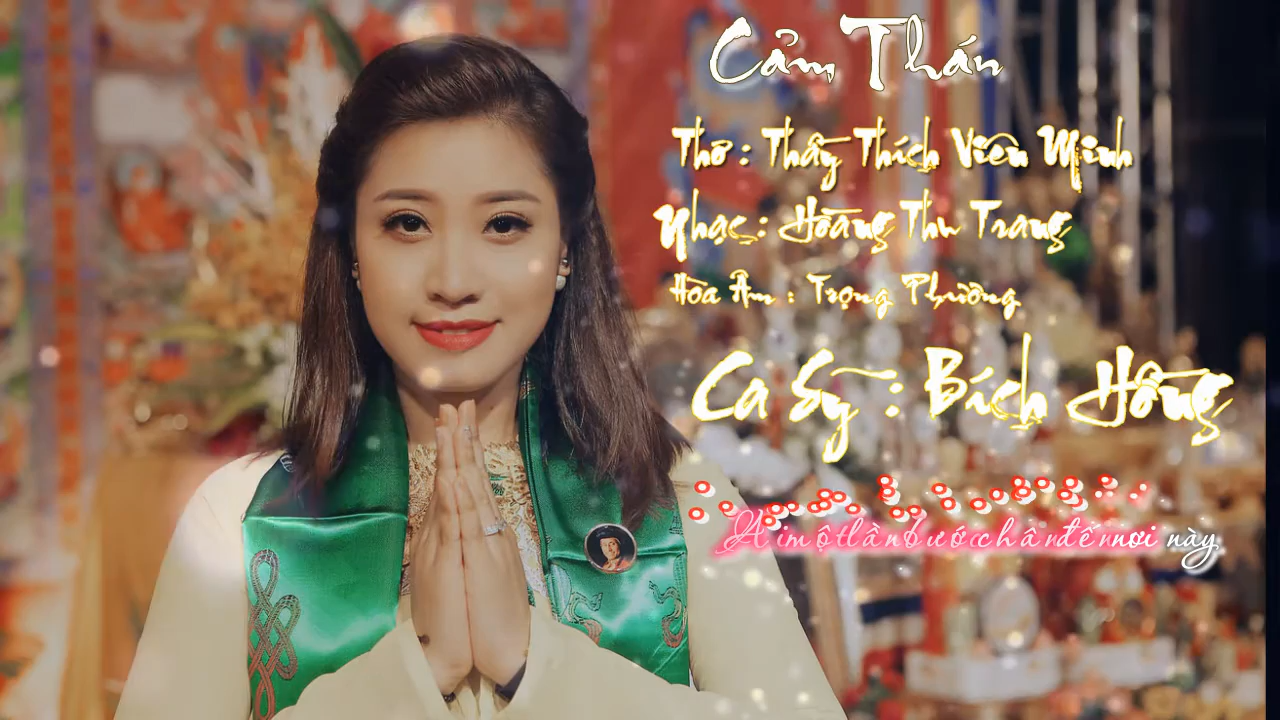 Cảm Thán
Thơ : Thầy Thích Viên Minh
Nhạc : Hoàng Thu Trang
Hòa Âm : Trọng Phương
Ca Sỹ : Bích Hồng
Ai một lần bước chân đến nơi này